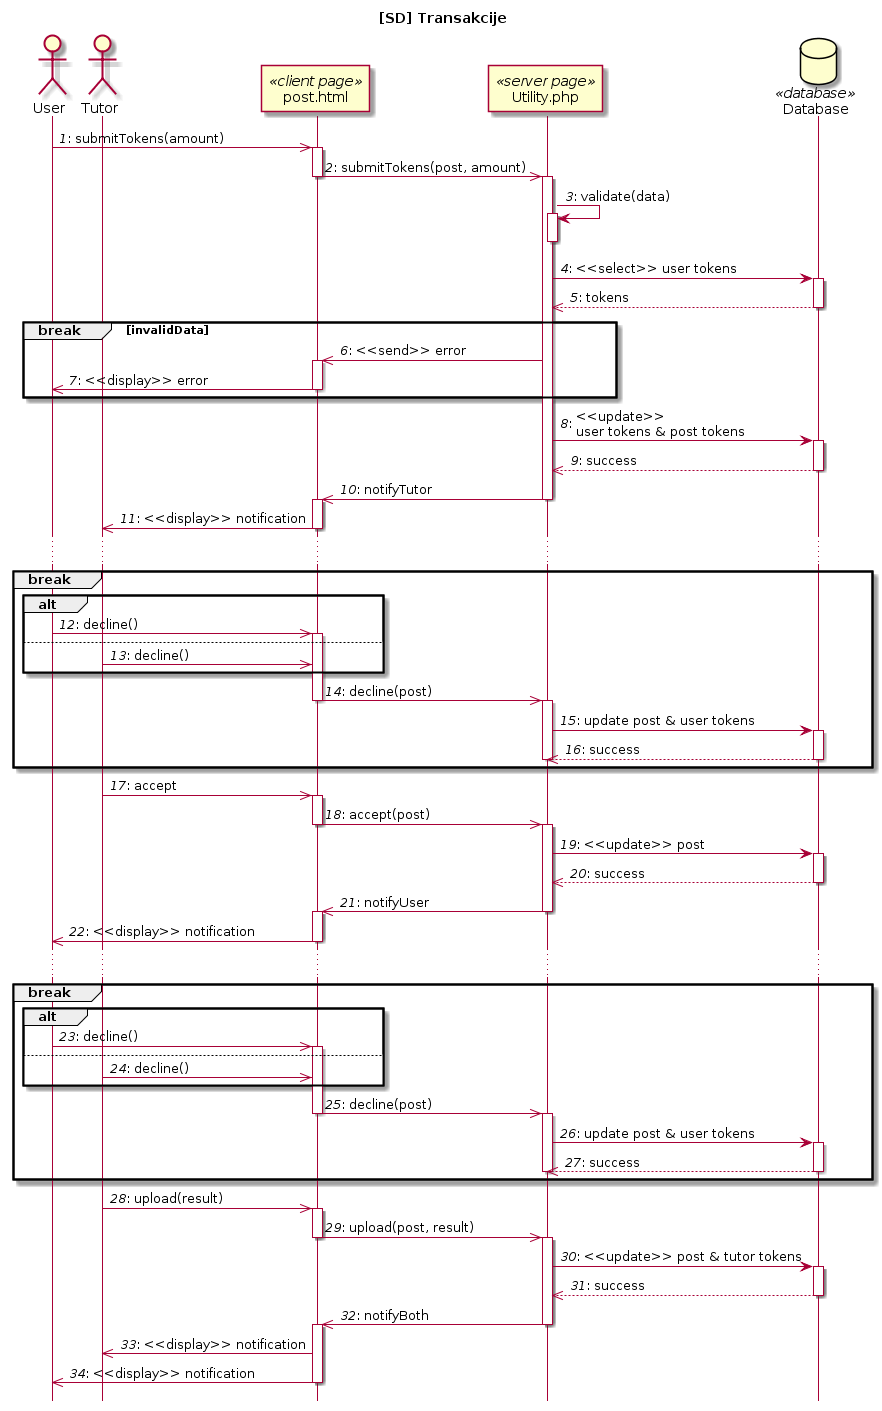 [SD] Transakcije
«client page»
«server page»
«database»
User
Tutor
post.html
Utility.php
Database
1: submitTokens(amount)
2: submitTokens(post, amount)
3: validate(data)
4: <<select>> user tokens
5: tokens
break [invalidData]
6: <<send>> error
7: <<display>> error
8: <<update>>
user tokens & post tokens
9: success
10: notifyTutor
11: <<display>> notification
break
alt
12: decline()
13: decline()
14: decline(post)
15: update post & user tokens
16: success
17: accept
18: accept(post)
19: <<update>> post
20: success
21: notifyUser
22: <<display>> notification
break
alt
23: decline()
24: decline()
25: decline(post)
26: update post & user tokens
27: success
28: upload(result)
29: upload(post, result)
30: <<update>> post & tutor tokens
31: success
32: notifyBoth
33: <<display>> notification
34: <<display>> notification